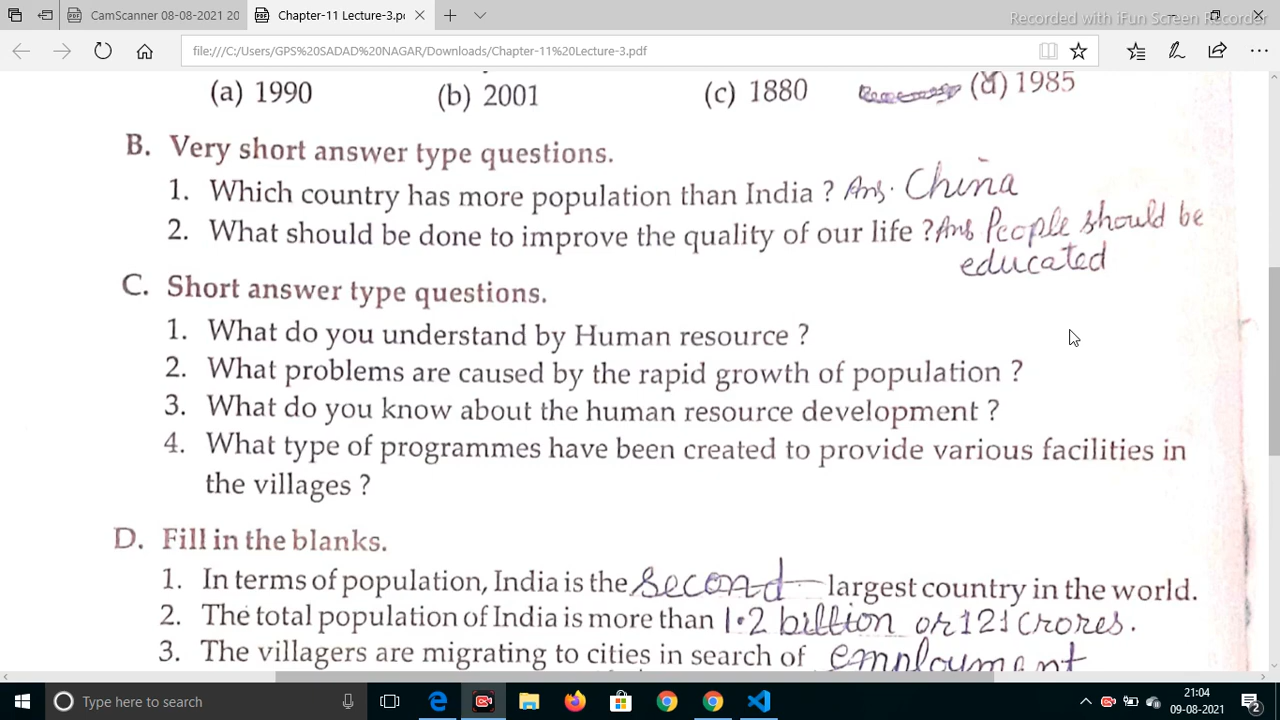 CamScanner 08-08-2021 20
Chapter-11 Lecture-3.p
Recorded with iFun Screen Recorder
file:///C:/Users/GPS%20SADAD%20NAGAR/Downloads/Chapter-11%20Lecture-3.pdf
(a) 1990 (b) 2001 (c) 1880 (d) 1985
B. Very short answer type questions.
1. Which country has more population than India ? Ans. China
2. What should be done to improve the quality of our life ? Ans People should be
educated
C. Short answer type questions.
1. What do you understand by Human resource ?
2. What problems are caused by the rapid growth of population ?
3. What do you know about the human resource development ?
4. What type of programmes have been created to provide various facilities in
the villages ?
D. Fill in the blanks.
1. In terms of population, India is the second largest country in the world.
2. The total population of India is more than 1.2 billion or 121 crores.
3. The villagers are migrating to cities in search of employment
Type here to search
21:04
09-08-2021
2